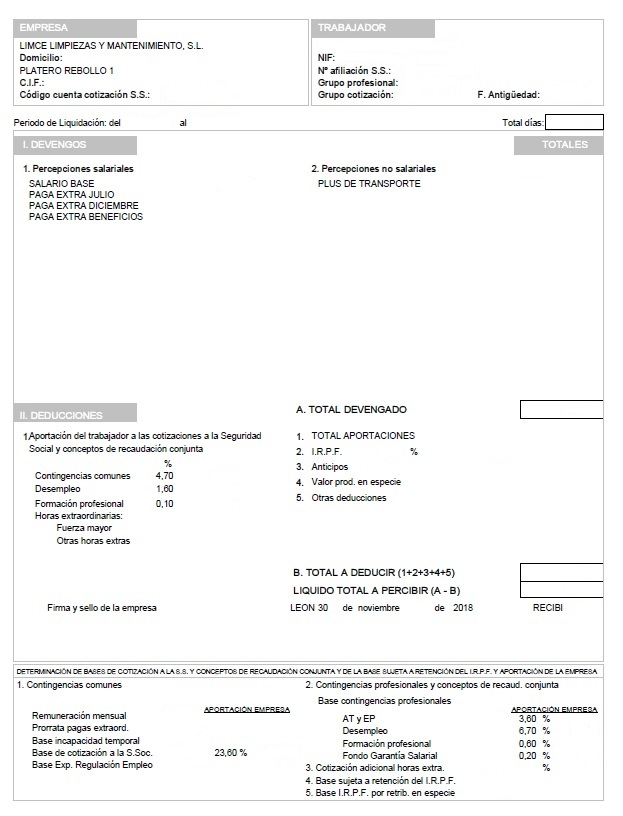 EMPRESA
LIMCE LIMPIEZAS Y MANTENIMIENTO, S.L.
Domicilio:
PLATERO REBOLLO 1
C.I.F.:
Código cuenta cotización S.S.:
TRABAJADOR
NIF:
Nº afiliación S.S.:
Grupo profesional:
Grupo cotización: F. Antigüedad:
Periodo de Liquidación: del al Total días:
I. DEVENGOS TOTALES
1. Percepciones salariales
SALARIO BASE
PAGA EXTRA JULIO
PAGA EXTRA DICIEMBRE
PAGA EXTRA BENEFICIOS
2. Percepciones no salariales
PLUS DE TRANSPORTE
A. TOTAL DEVENGADO
II. DEDUCCIONES
1.Aportación del trabajador a las cotizaciones a la Seguridad
Social y conceptos de recaudación conjunta
%
Contingencias comunes 4,70
Desempleo 1,60
Formación profesional 0,10
Horas extraordinarias:
Fuerza mayor
Otras horas extras
1. TOTAL APORTACIONES
2. I.R.P.F. %
3. Anticipos
4. Valor prod. en especie
5. Otras deducciones
B. TOTAL A DEDUCIR (1+2+3+4+5)
LIQUIDO TOTAL A PERCIBIR (A - B)
Firma y sello de la empresa LEON 30 de noviembre de 2018 RECIBI
DETERMINACIÓN DE BASES DE COTIZACIÓN A LA S.S. Y CONCEPTOS DE RECAUDACIÓN CONJUNTA Y DE LA BASE SUJETA A RETENCIÓN DEL I.R.P.F. Y APORTACIÓN DE LA EMPRESA
1. Contingencias comunes
APORTACIÓN EMPRESA
Remuneración mensual
Prorrata pagas extraord.
Base incapacidad temporal
Base de cotización a la S.Soc. 23,60 %
Base Exp. Regulación Empleo
2. Contingencias profesionales y conceptos de recaud. conjunta
Base contingencias profesionales
APORTACIÓN EMPRESA
AT y EP 3,60 %
Desempleo 6,70 %
Formación profesional 0,60 %
Fondo Garantía Salarial 0,20 %
3. Cotización adicional horas extra. %
4. Base sujeta a retención del I.R.P.F.
5. Base I.R.P.F. por retrib. en especie